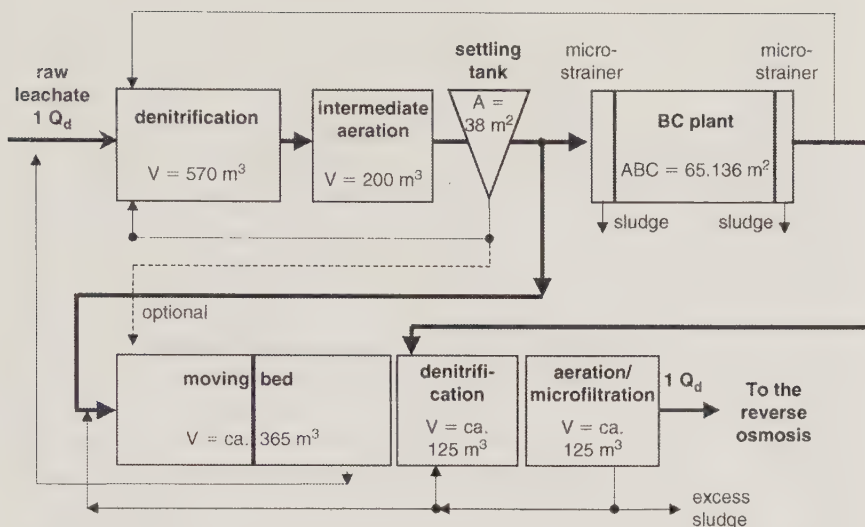 raw
leachate
1 Qd
denitrification
V = 570 m³
intermediate
aeration
V = 200 m³
settling
tank
A =
38 m²
micro-
strainer
BC plant
ABC = 65.136 m²
micro-
strainer
sludge
sludge
optional
moving bed
V = ca. 365 m³
denitrifi-
cation
V = ca.
125 m³
aeration/
microfiltration
V = ca.
125 m³
1 Qd
To the
reverse
osmosis
excess
sludge